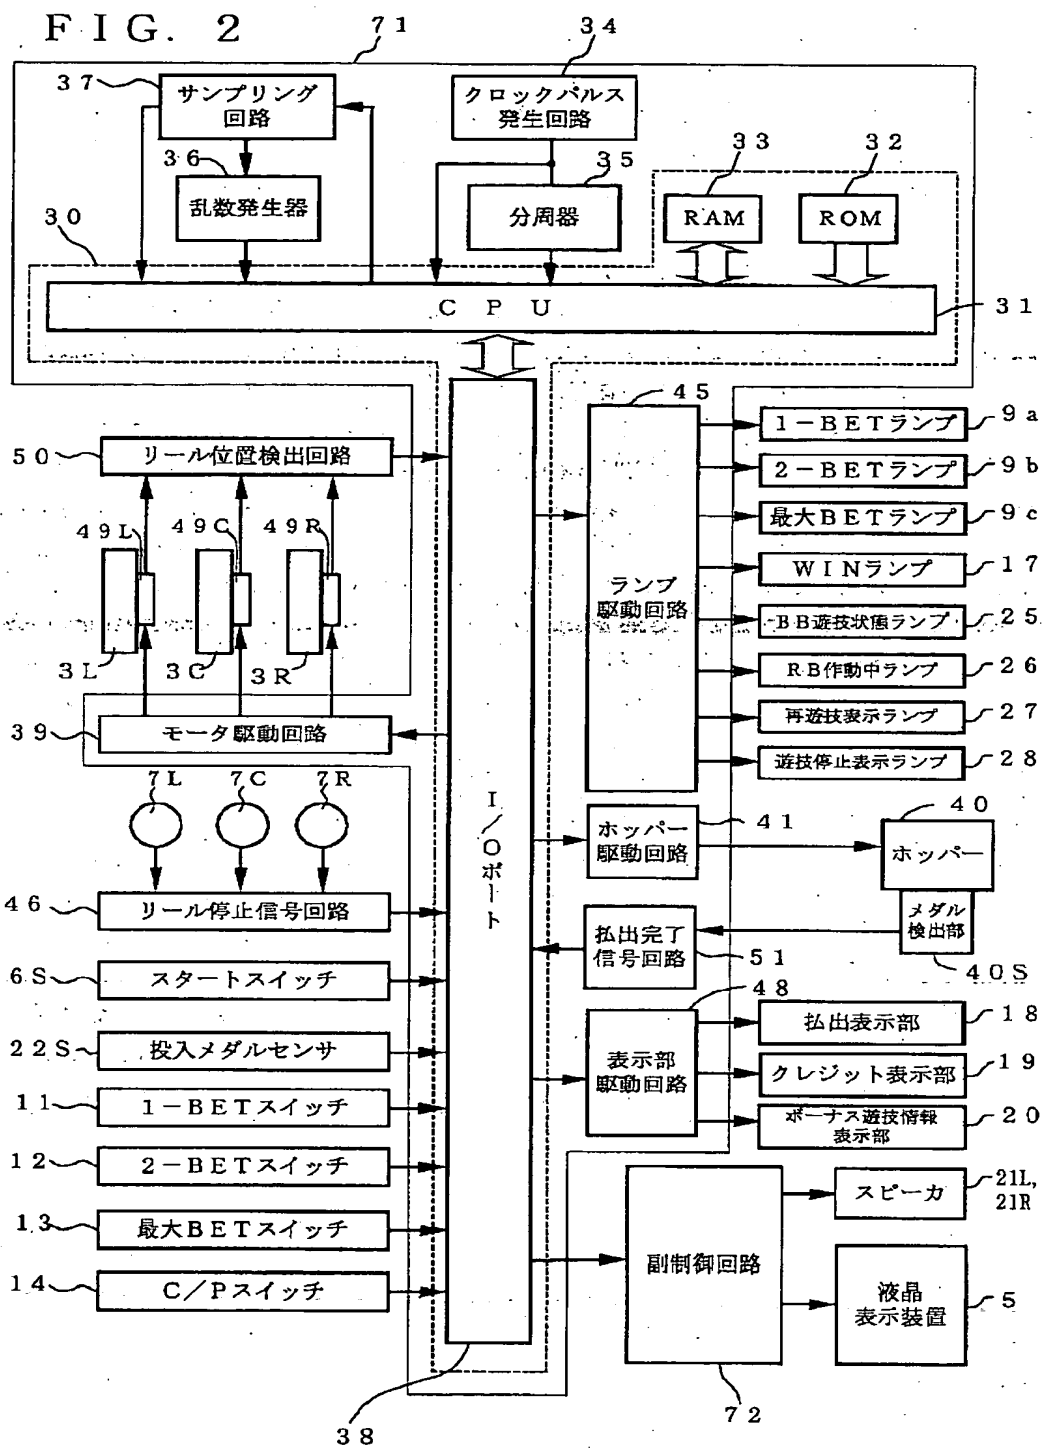 FIG. 2
71
34
37
サンプリング
回路
クロックパルス
発生回路
36
35
33
32
乱数発生器
分周器
RAM
ROM
30
CPU
31
45
1-BETランプ
9a
50
リール位置検出回路
2-BETランプ
9b
49L
49C
49R
最大BETランプ
9c
WINランプ
17
ランプ
駆動回路
BB遊技状態ランプ
25
3L
3C
3R
RB作動中ランプ
26
39
モータ駆動回路
再遊技表示ランプ
27
遊技停止表示ランプ
28
7L
7C
7R
I/Oポート
ホッパー
駆動回路
41
40
ホッパー
46
リール停止信号回路
払出完了
信号回路
51
メダル
検出部
40S
6S
スタートスイッチ
48
22S
投入メダルセンサ
表示部
駆動回路
払出表示部
18
クレジット表示部
19
11
1-BETスイッチ
ボーナス遊技情報
表示部
20
12
2-BETスイッチ
スピーカ
21L,
21R
13
最大BETスイッチ
副制御回路
14
C/Pスイッチ
液晶
表示装置
5
38
72